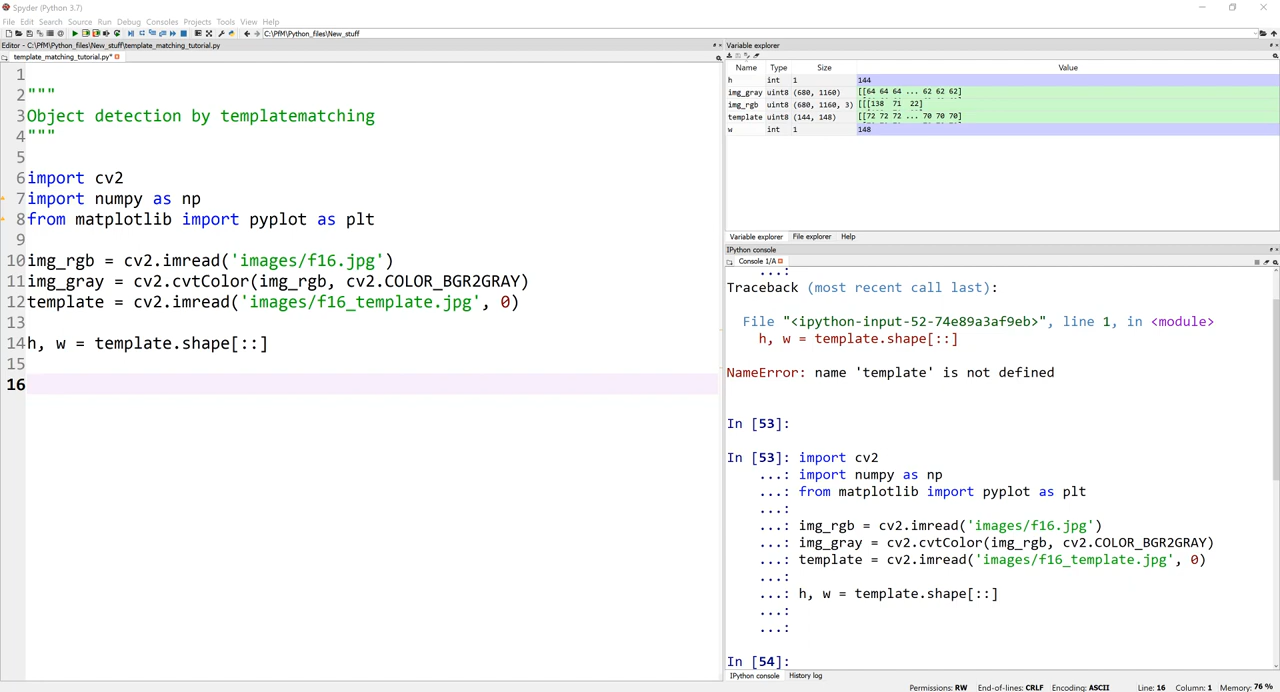 Spyder (Python 3.7)
File Edit Search Source Run Debug Consoles Projects Tools View Help
C:\PfM\Python_files\New_stuff
Editor - C:\PfM\Python_files\New_stuff\template_matching_tutorial.py
template_matching_tutorial.py*
1
2 """
3 Object detection by templatematching
4 """
5
6 import cv2
7 import numpy as np
8 from matplotlib import pyplot as plt
9
10 img_rgb = cv2.imread('images/f16.jpg')
11 img_gray = cv2.cvtColor(img_rgb, cv2.COLOR_BGR2GRAY)
12 template = cv2.imread('images/f16_template.jpg', 0)
13
14 h, w = template.shape[::]
15
16
Variable explorer
Name Type Size Value
h int 1 144
img_gray uint8 (680, 1160) [[64 64 64 ... 62 62 62]
img_rgb uint8 (680, 1160, 3) [[[138 71 22]
template uint8 (144, 148) [[72 72 72 ... 70 70 70]
w int 1 148
Variable explorer File explorer Help
IPython console
Console 1/A
...:
Traceback (most recent call last):
File "<ipython-input-52-74e89a3af9eb>", line 1, in <module>
h, w = template.shape[::]
NameError: name 'template' is not defined
In [53]:
In [53]: import cv2
...: import numpy as np
...: from matplotlib import pyplot as plt
...:
...: img_rgb = cv2.imread('images/f16.jpg')
...: img_gray = cv2.cvtColor(img_rgb, cv2.COLOR_BGR2GRAY)
...: template = cv2.imread('images/f16_template.jpg', 0)
...:
...: h, w = template.shape[::]
...:
...:
In [54]:
IPython console History log
Permissions: RW End-of-lines: CRLF Encoding: ASCII Line: 16 Column: 1 Memory: 76 %